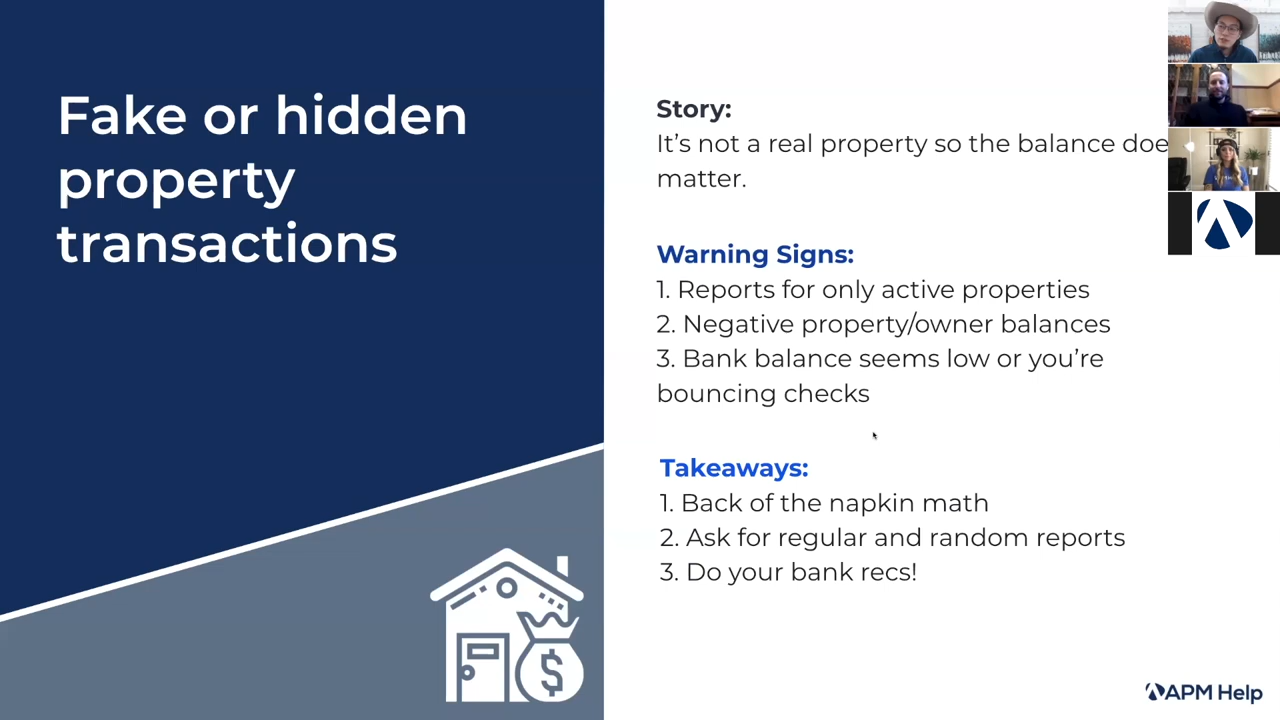 Fake or hidden
property
transactions
Story:
It’s not a real property so the balance doe
matter.
Warning Signs:
1. Reports for only active properties
2. Negative property/owner balances
3. Bank balance seems low or you’re
bouncing checks
Takeaways:
1. Back of the napkin math
2. Ask for regular and random reports
3. Do your bank recs!
$
APM Help